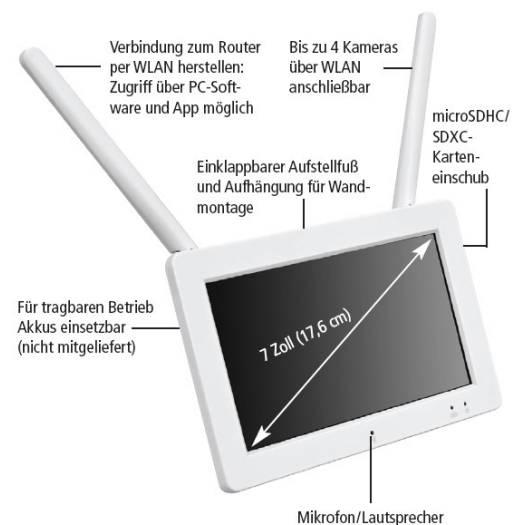 Verbindung zum Router
per WLAN herstellen:
Zugriff über PC-Soft-
ware und App möglich
Bis zu 4 Kameras
über WLAN
anschließbar
microSDHC/
SDXC-
Karten-
einschub
Einklappbarer Aufstellfuß
und Aufhängung für Wand-
montage
Für tragbaren Betrieb
Akkus einsetzbar
(nicht mitgeliefert)
7 Zoll (17,6 cm)
Mikrofon/Lautsprecher